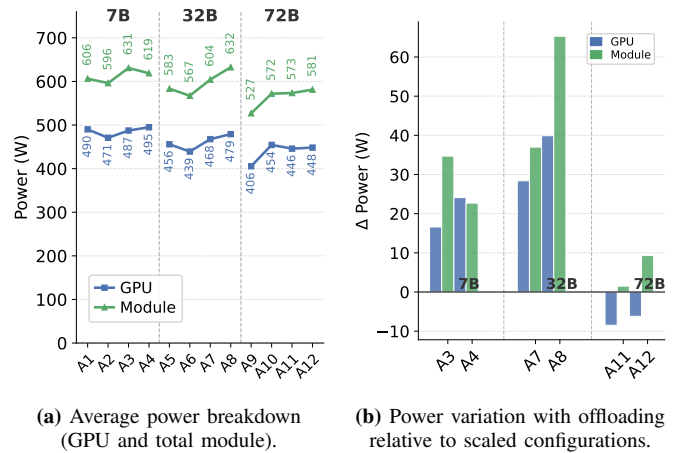 7B 32B 72B
700
600
500
400
300
200
100
0
Power (W)
606 596 631 619 583 567 604 632 527 572 573 581
490 471 487 495 456 439 468 479 406 454 446 448
GPU
Module
A1 A2 A3 A4 A5 A6 A7 A8 A9 A10 A11 A12
(a) Average power breakdown
(GPU and total module).
60
50
40
30
20
10
0
−10
Δ Power (W)
GPU
Module
7B 32B 72B
A3 A4 A7 A8 A11 A12
(b) Power variation with offloading
relative to scaled configurations.